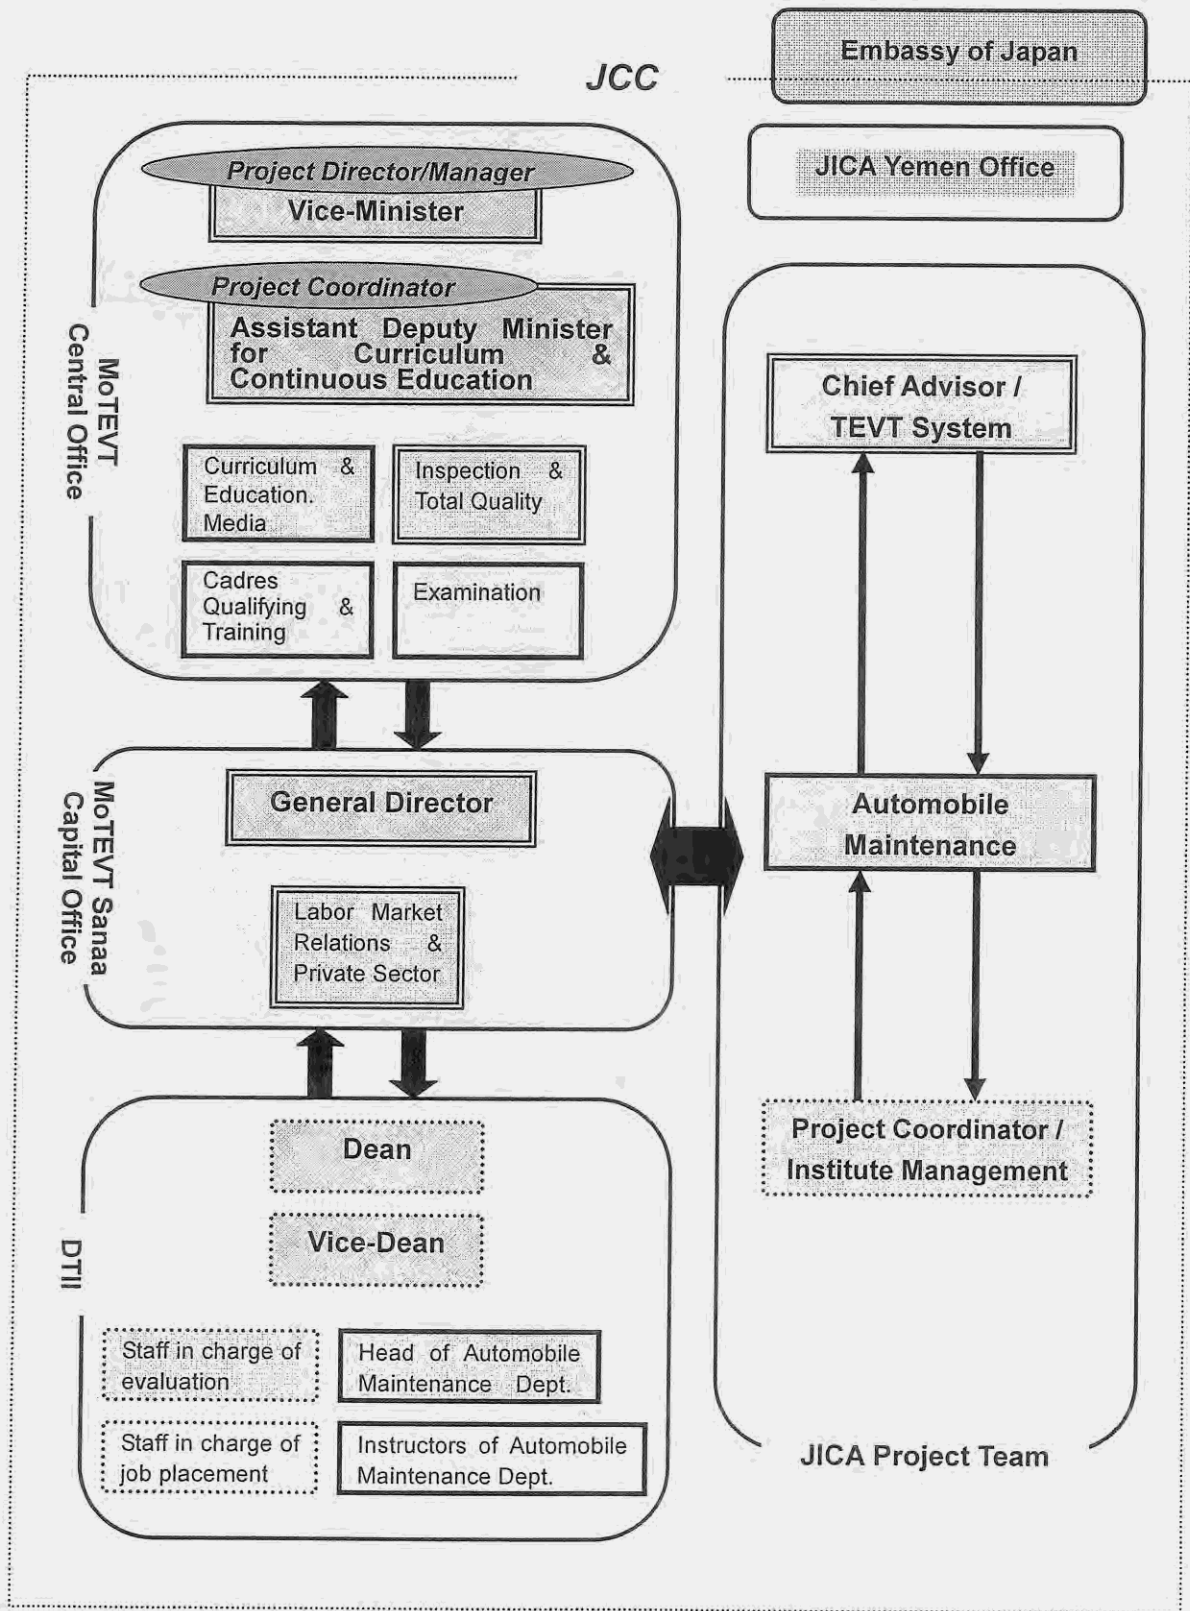 Embassy of Japan
JCC
JICA Yemen Office
Project Director/Manager
Vice-Minister
Project Coordinator
Assistant Deputy Minister
for Curriculum &
Continuous Education
MoTEVT
Central Office
Curriculum &
Education.
Media
Inspection &
Total Quality
Cadres
Qualifying &
Training
Examination
MoTEVT Sanaa
Capital Office
General Director
Labor Market
Relations &
Private Sector
DTII
Dean
Vice-Dean
Staff in charge of
evaluation
Head of Automobile
Maintenance Dept.
Staff in charge of
job placement
Instructors of Automobile
Maintenance Dept.
Chief Advisor /
TEVT System
Automobile
Maintenance
Project Coordinator /
Institute Management
JICA Project Team